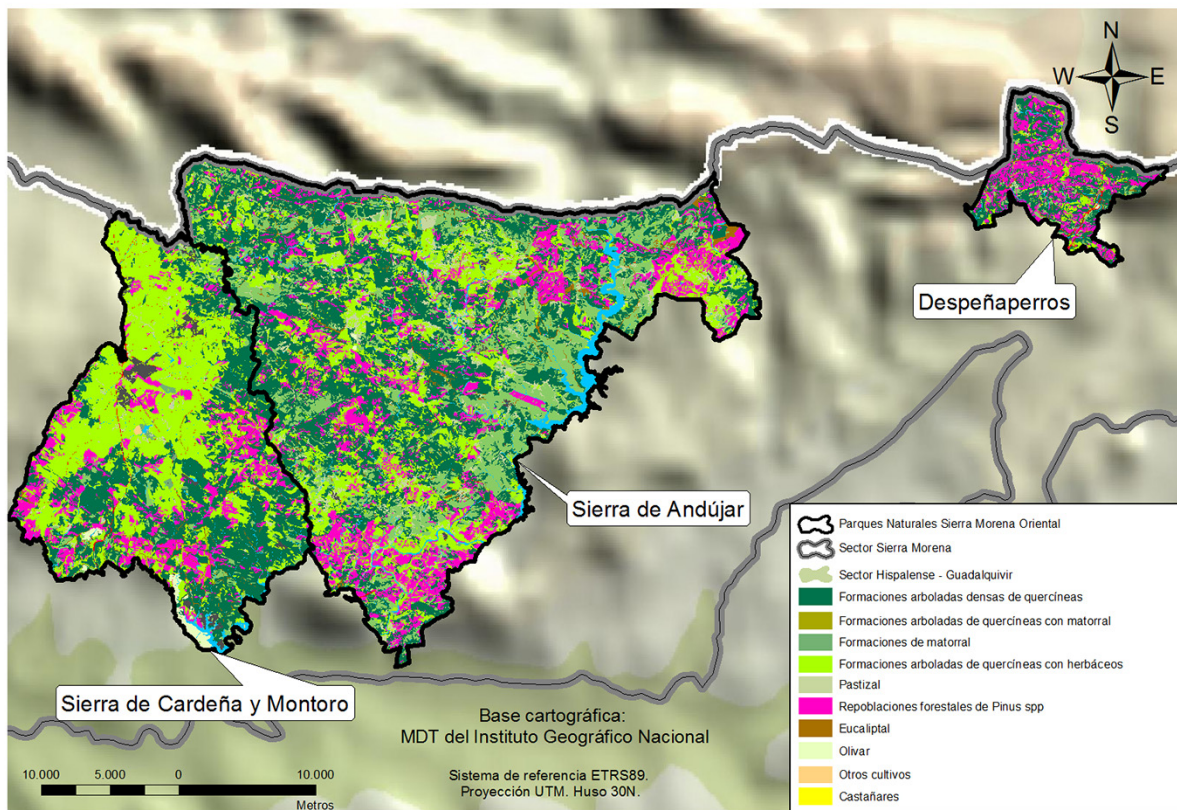 N
W E
S
Despeñaperros
Sierra de Andújar
Sierra de Cardeña y Montoro
Base cartográfica:
MDT del Instituto Geográfico Nacional
Sistema de referencia ETRS89.
Proyección UTM. Huso 30N.
10.000 5.000 0 10.000
Metros
Parques Naturales Sierra Morena Oriental
Sector Sierra Morena
Sector Hispalense - Guadalquivir
Formaciones arboladas densas de quercíneas
Formaciones arboladas de quercíneas con matorral
Formaciones de matorral
Formaciones arboladas de quercíneas con herbáceos
Pastizal
Repoblaciones forestales de Pinus spp
Eucaliptal
Olivar
Otros cultivos
Castañares